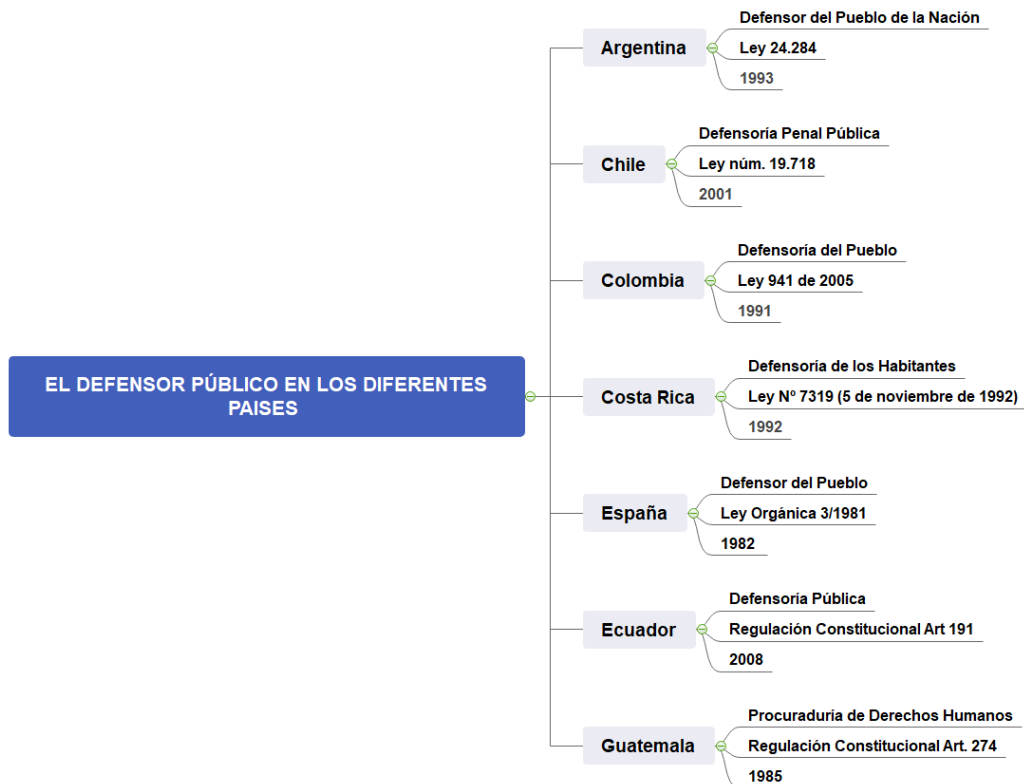 EL DEFENSOR PÚBLICO EN LOS DIFERENTES
PAISES
Argentina
Defensor del Pueblo de la Nación
Ley 24.284
1993
Chile
Defensoría Penal Pública
Ley núm. 19.718
2001
Colombia
Defensoría del Pueblo
Ley 941 de 2005
1991
Costa Rica
Defensoría de los Habitantes
Ley Nº 7319 (5 de noviembre de 1992)
1992
España
Defensor del Pueblo
Ley Orgánica 3/1981
1982
Ecuador
Defensoría Pública
Regulación Constitucional Art 191
2008
Guatemala
Procuraduría de Derechos Humanos
Regulación Constitucional Art. 274
1985